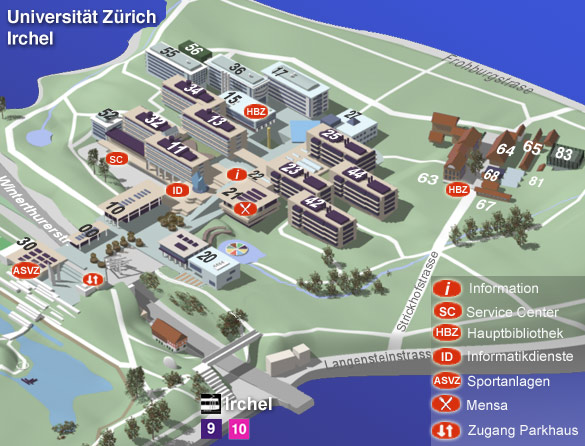 Universität Zürich
Irchel
Frohburgstrasse
56
55
36
17
34
15
HBZ
13
21
52
32
11
25
SC
i
22
23
44
64
65
83
68
81
63
HBZ
67
ID
21
42
10
09
Winterthurerstr.
30
ASVZ
20
Strickhofstrasse
Langensteinstrasse
Irchel
9
10
i Information
SC Service Center
HBZ Hauptbibliothek
ID Informatikdienste
ASVZ Sportanlagen
Mensa
Zugang Parkhaus